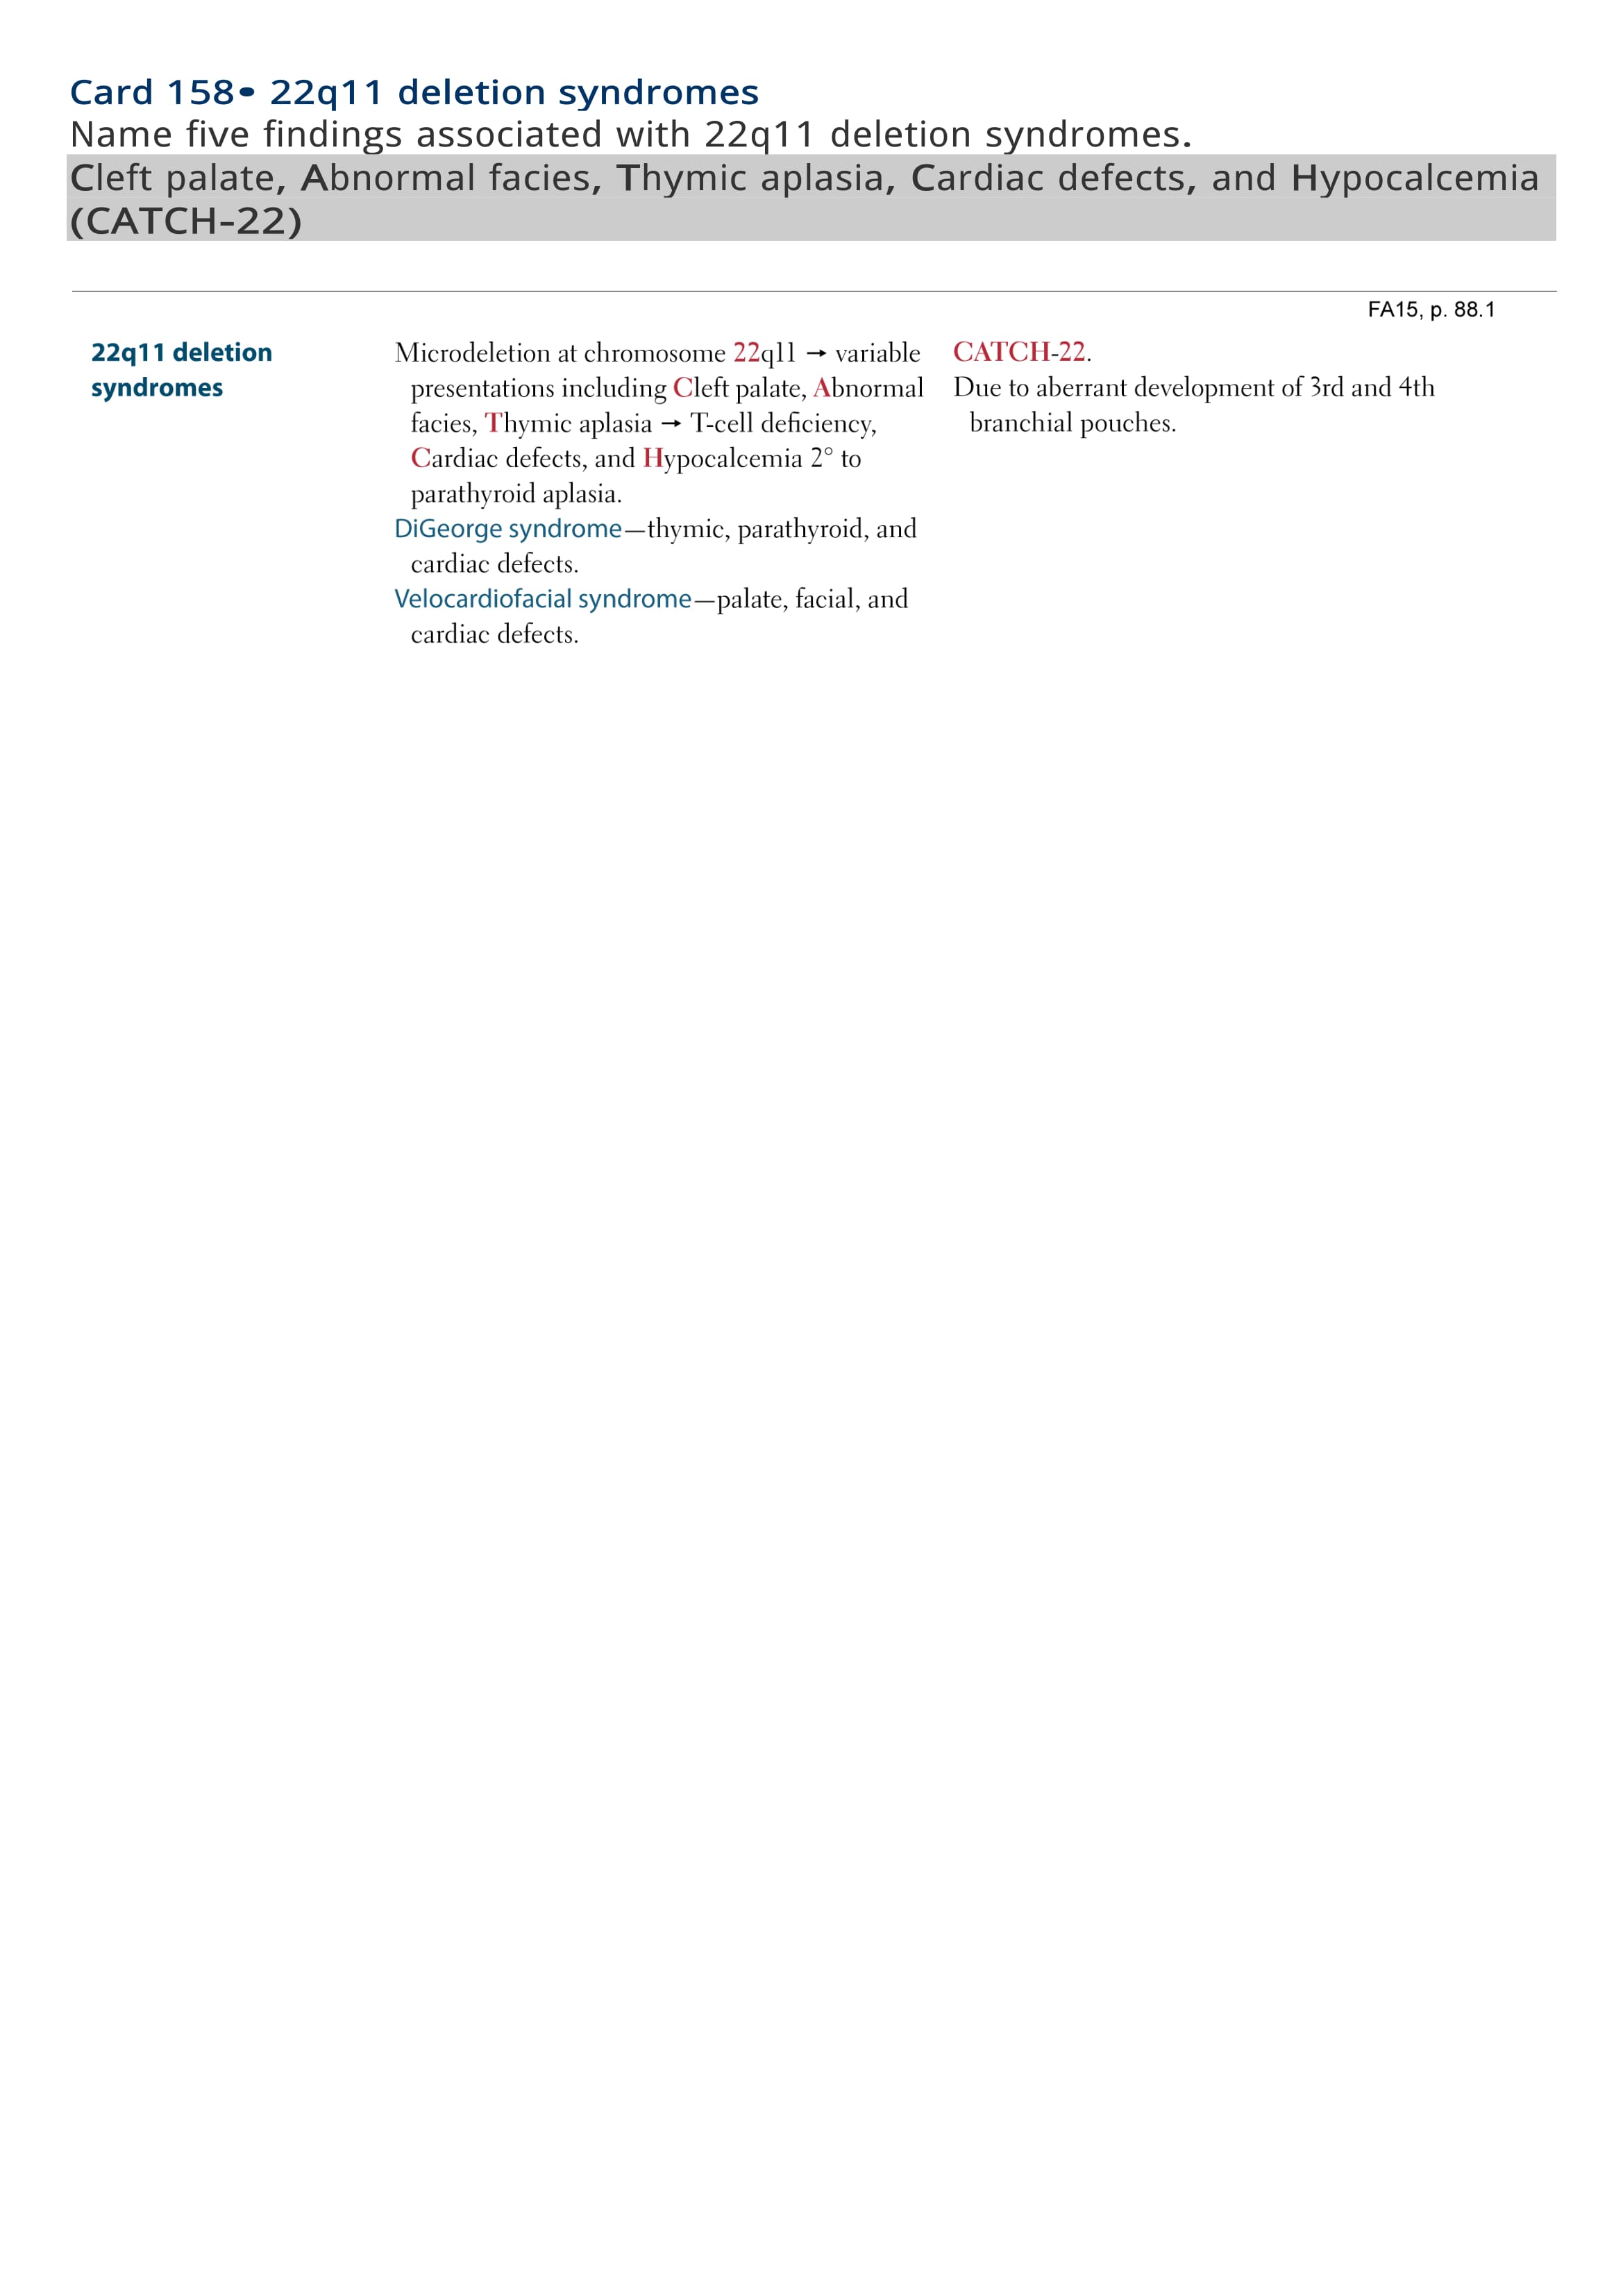 Card 158• 22q11 deletion syndromes
Name five findings associated with 22q11 deletion syndromes.
Cleft palate, Abnormal facies, Thymic aplasia, Cardiac defects, and Hypocalcemia
(CATCH-22)
FA15, p. 88.1
22q11 deletion
syndromes
Microdeletion at chromosome 22q11 → variable
presentations including Cleft palate, Abnormal
facies, Thymic aplasia → T-cell deficiency,
Cardiac defects, and Hypocalcemia 2° to
parathyroid aplasia.
DiGeorge syndrome—thymic, parathyroid, and
cardiac defects.
Velocardiofacial syndrome—palate, facial, and
cardiac defects.
CATCH-22.
Due to aberrant development of 3rd and 4th
branchial pouches.